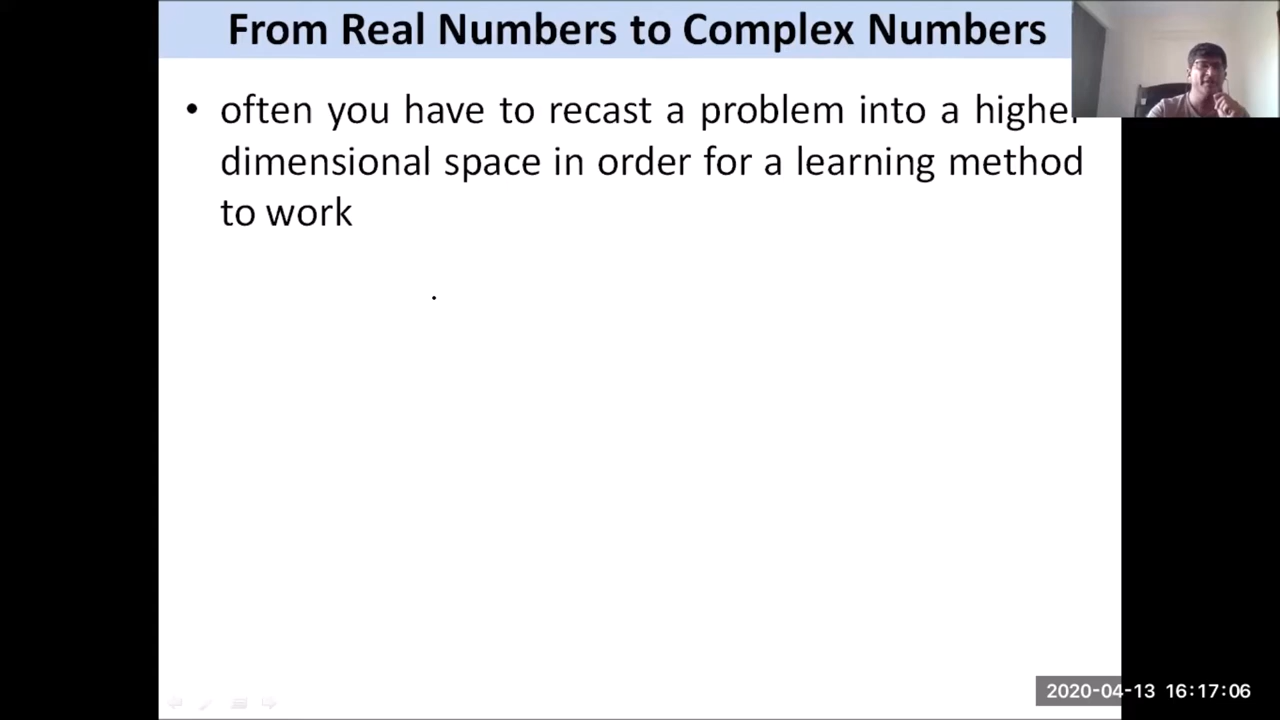 From Real Numbers to Complex Numbers
• often you have to recast a problem into a higher
dimensional space in order for a learning method
to work
2020-04-13 16:17:06